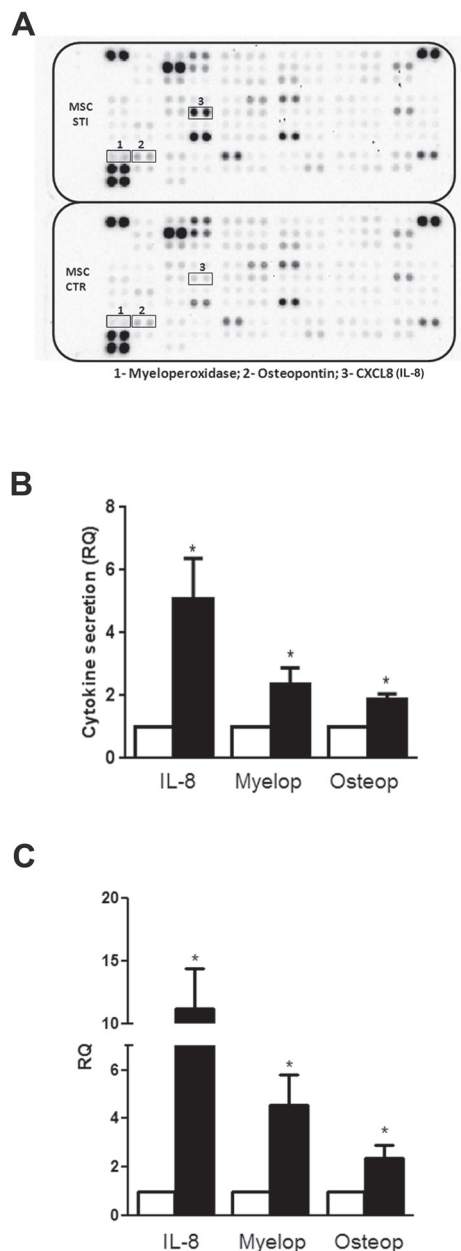 A
MSC
STI
3
1 2
MSC
CTR
3
1 2
1- Myeloperoxidase; 2- Osteopontin; 3- CXCL8 (IL-8)
B
Cytokine secretion (RQ)
8
6
4
2
0
* * *
IL-8 Myelop Osteop
C
RQ
20
15
10
6
4
2
0
* * *
IL-8 Myelop Osteop